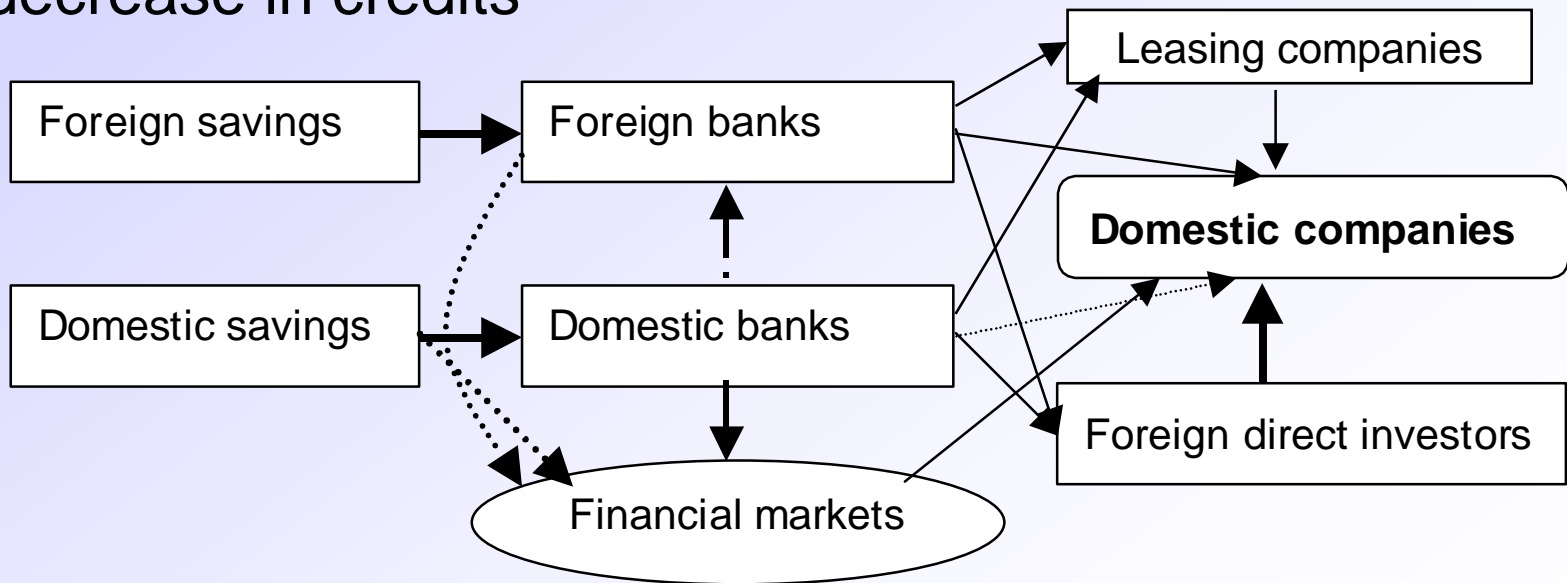 decrease in credits
Leasing companies
Foreign savings
Foreign banks
Domestic companies
Domestic savings
Domestic banks
Foreign direct investors
Financial markets